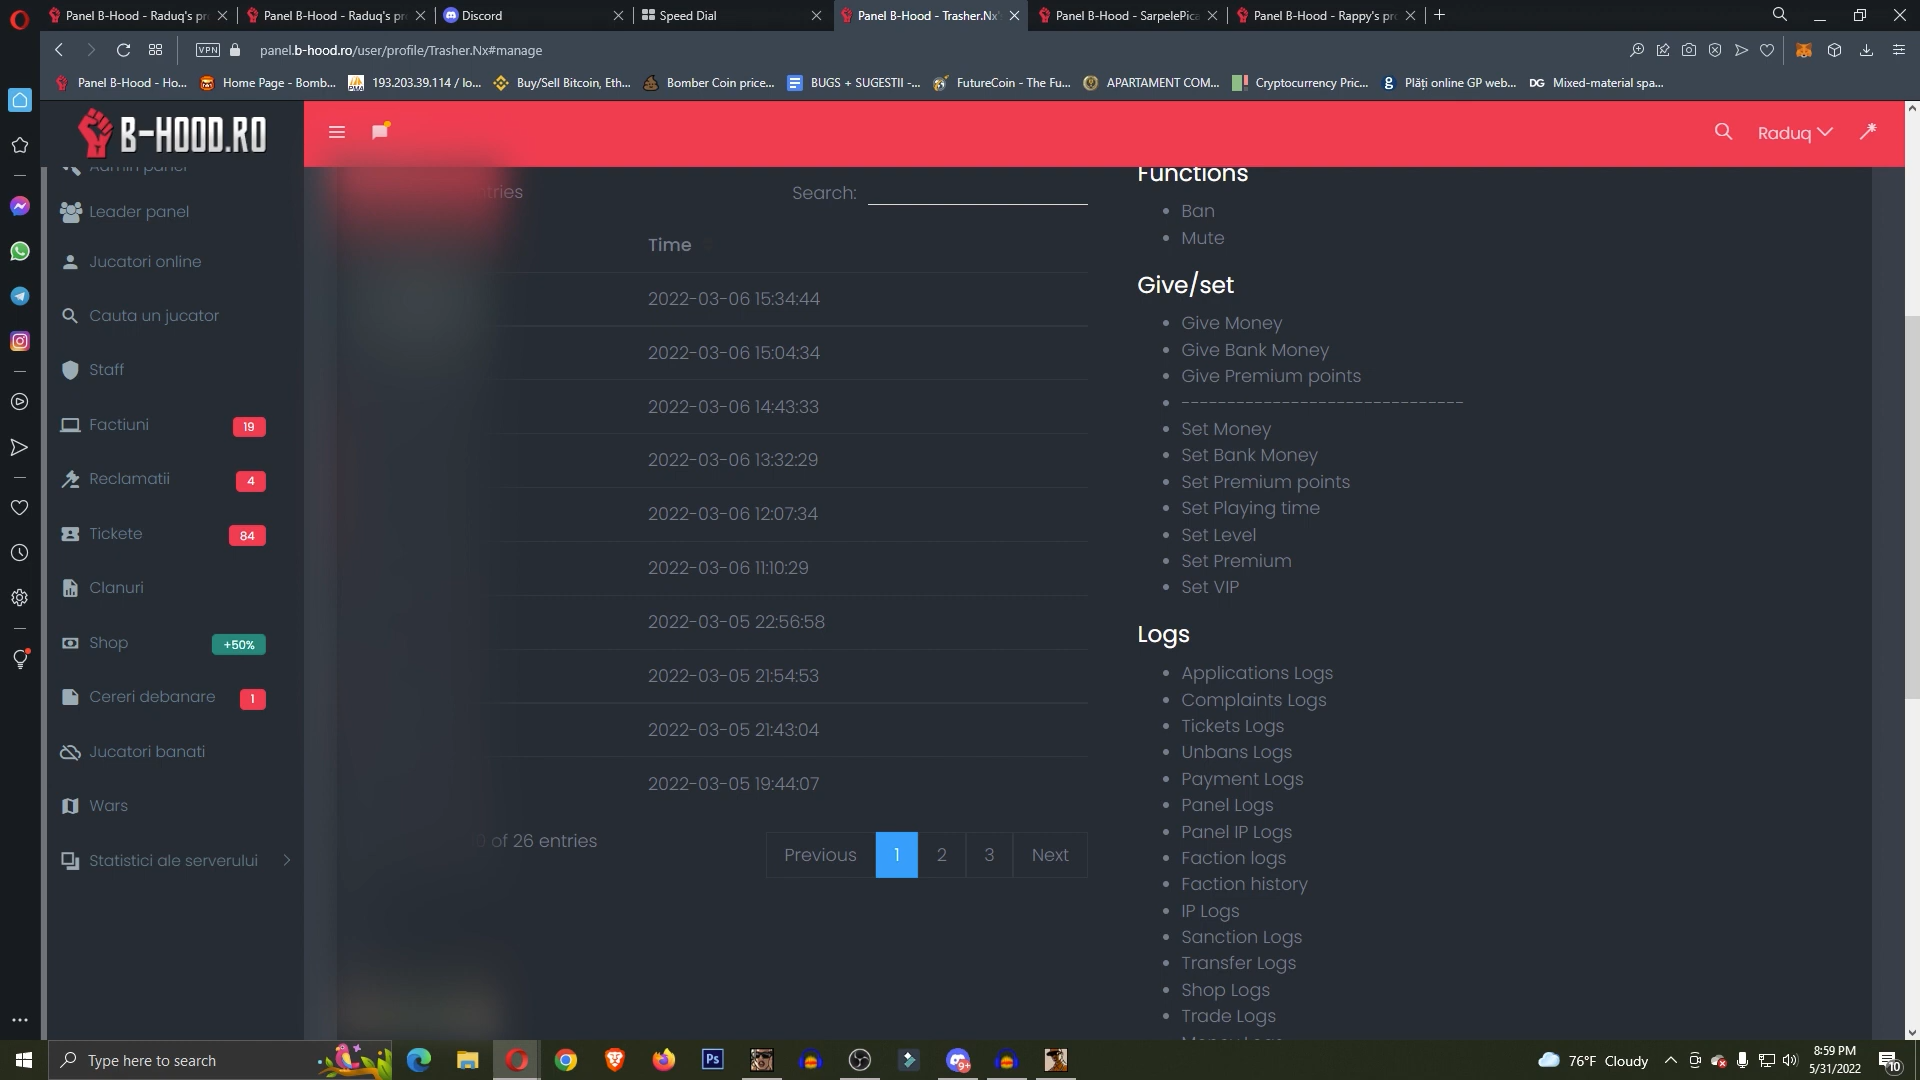 Panel B-Hood - Raduq's pr
Panel B-Hood - Raduq's pr
Discord
Speed Dial
Panel B-Hood - Trasher.Nx'
Panel B-Hood - SarpelePica
Panel B-Hood - Rappy's pr
VPN
panel.b-hood.ro/user/profile/Trasher.Nx#manage
Panel B-Hood - Ho...
Home Page - Bomb...
193.203.39.114 / lo...
Buy/Sell Bitcoin, Eth...
Bomber Coin price...
BUGS + SUGESTII -...
FutureCoin - The Fu...
APARTAMENT COM...
Cryptocurrency Pric...
Plăți online GP web...
DG Mixed-material spa...
B-HOOD.RO
Raduq
Admin panel
Leader panel
Jucatori online
Cauta un jucator
Staff
Factiuni 19
Reclamatii 4
Tickete 84
Clanuri
Shop +50%
Cereri debanare 1
Jucatori banati
Wars
Statistici ale serverului
Search:
Time
2022-03-06 15:34:44
2022-03-06 15:04:34
2022-03-06 14:43:33
2022-03-06 13:32:29
2022-03-06 12:07:34
2022-03-06 11:10:29
2022-03-05 22:56:58
2022-03-05 21:54:53
2022-03-05 21:43:04
2022-03-05 19:44:07
of 26 entries
Previous 1 2 3 Next
Functions
Ban
Mute
Give/set
Give Money
Give Bank Money
Give Premium points
------------------------------
Set Money
Set Bank Money
Set Premium points
Set Playing time
Set Level
Set Premium
Set VIP
Logs
Applications Logs
Complaints Logs
Tickets Logs
Unbans Logs
Payment Logs
Panel Logs
Panel IP Logs
Faction logs
Faction history
IP Logs
Sanction Logs
Transfer Logs
Shop Logs
Trade Logs
Type here to search
Ps
9+
76°F Cloudy
8:59 PM
5/31/2022
10